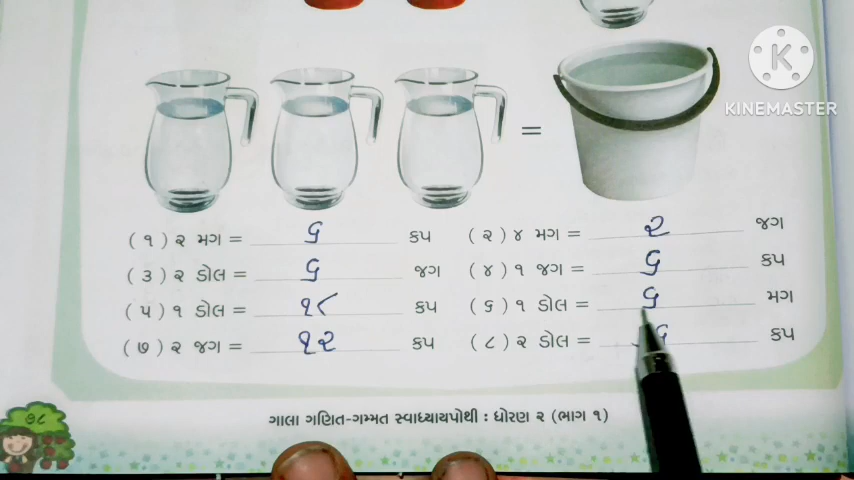 KINEMASTER
=
(૧) ૨ મગ = ૬ કપ (૨) ૪ મગ = ૨ જગ
(૩) ૨ ડોલ = ૬ જગ (૪) ૧ જગ = ૬ કપ
(૫) ૧ ડોલ = ૧૮ કપ (૬) ૧ ડોલ = ૬ મગ
(૭) ૨ જગ = ૧૨ કપ (૮) ૨ ડોલ = કપ
૭૮ ગાલા ગણિત-ગમ્મત સ્વાધ્યાયપોથી : ધોરણ ૨ (ભાગ ૧)